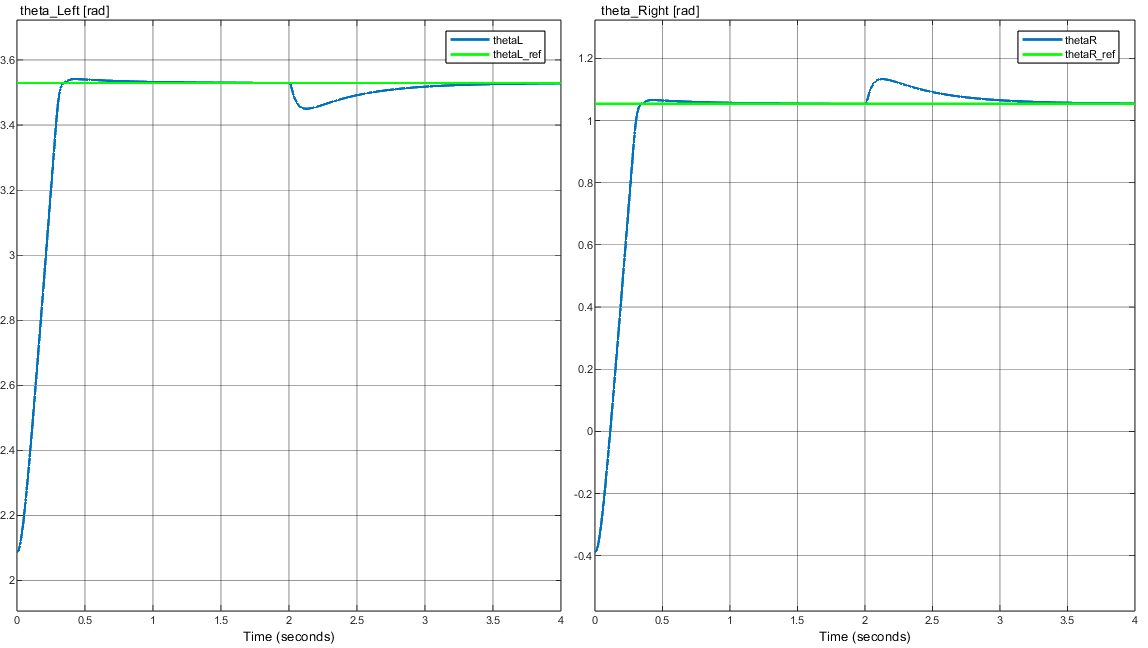 theta_Left [rad]
thetaL
thetaL_ref
3.6
3.4
3.2
3
2.8
2.6
2.4
2.2
2
0 0.5 1 1.5 2 2.5 3 3.5 4
Time (seconds)
theta_Right [rad]
thetaR
thetaR_ref
1.2
1
0.8
0.6
0.4
0.2
0
-0.2
-0.4
0 0.5 1 1.5 2 2.5 3 3.5 4
Time (seconds)